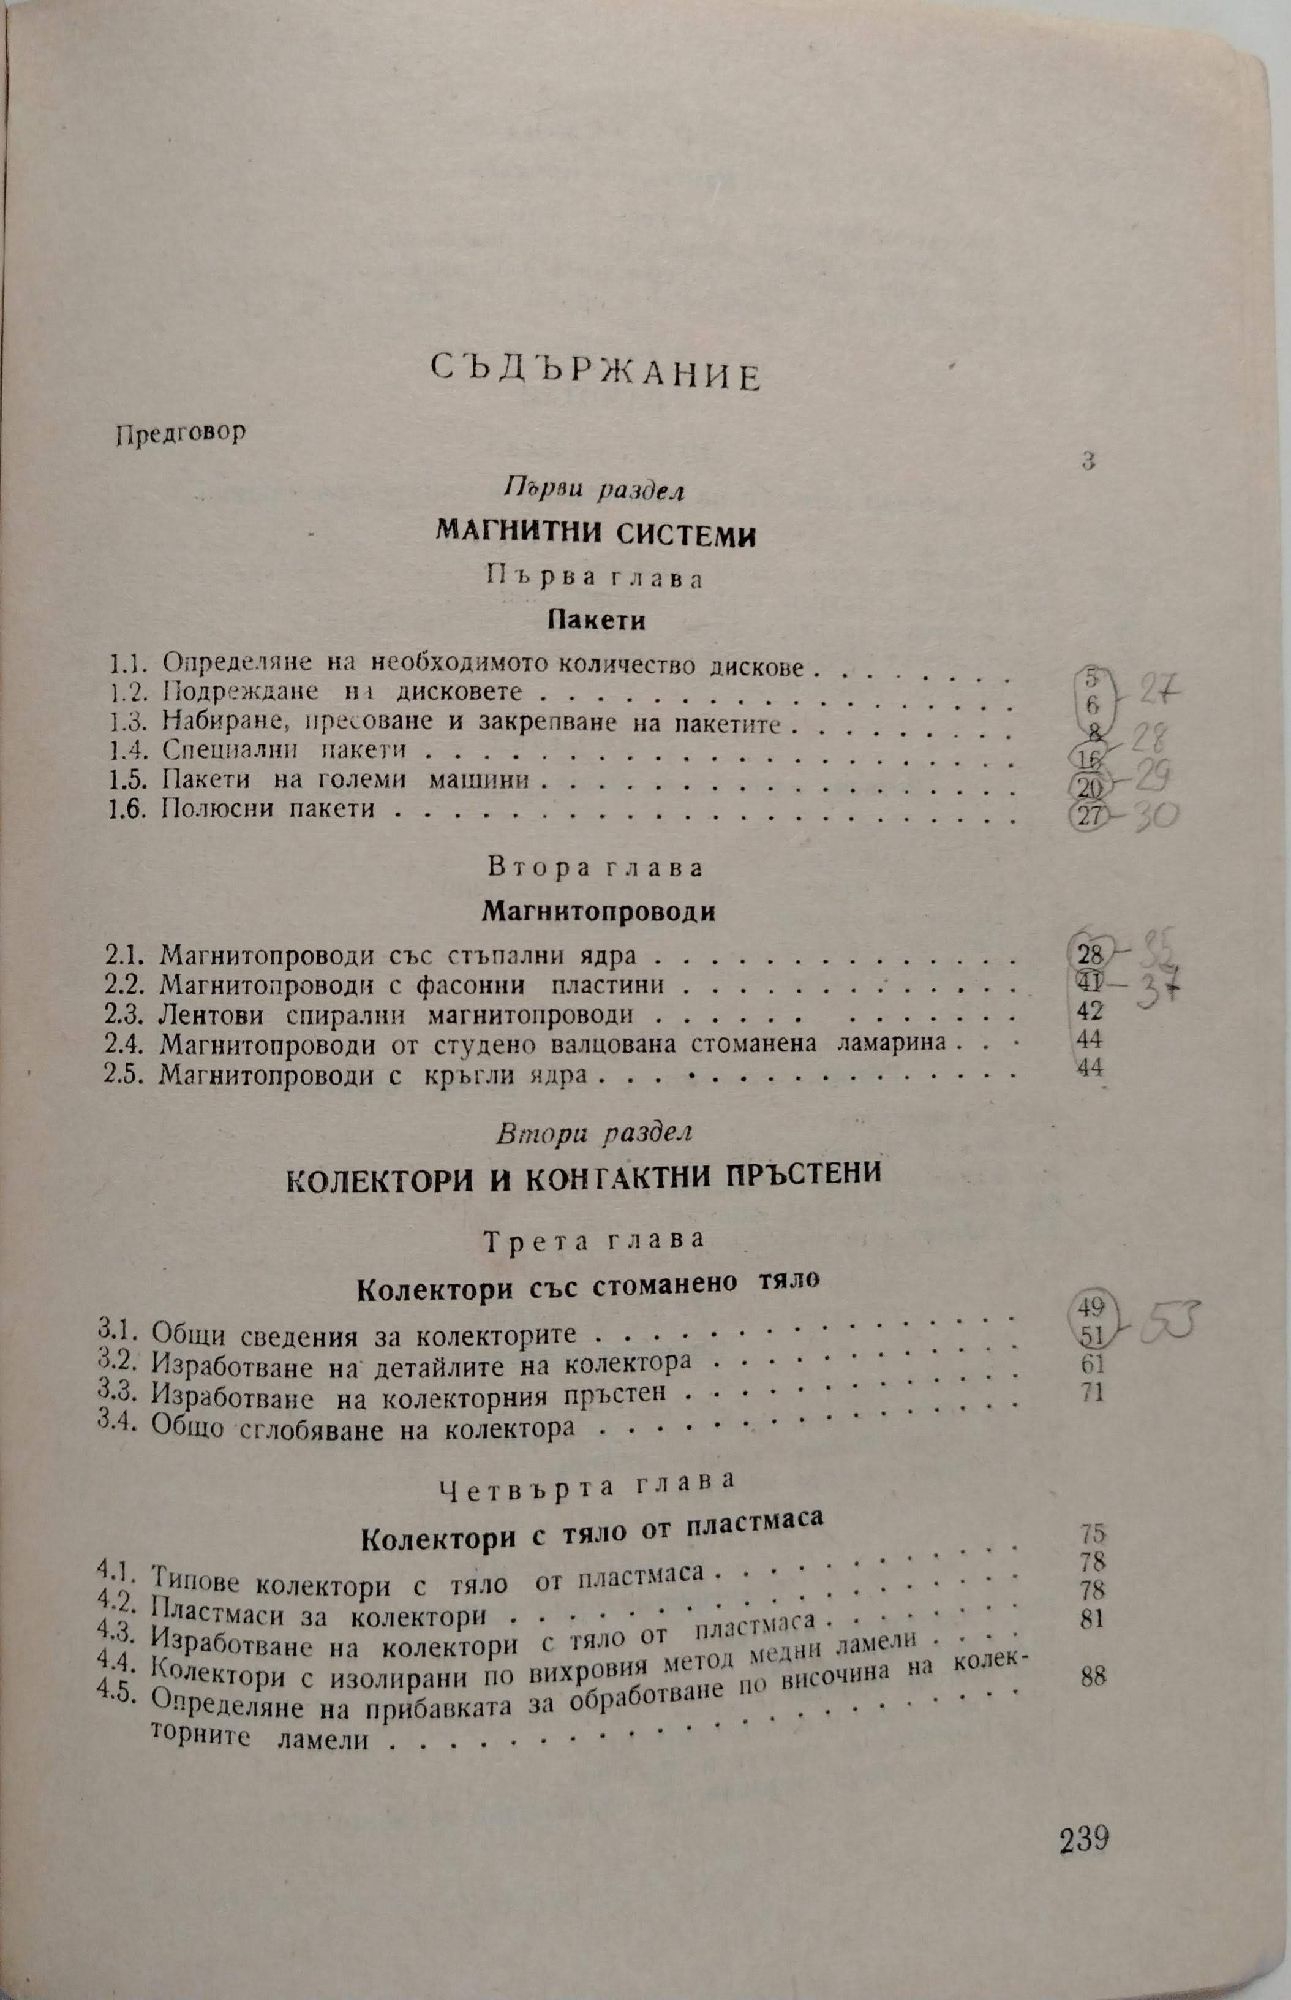 СЪДЪРЖАНИЕ
Предговор 3
Първи раздел
МАГНИТНИ СИСТЕМИ
Първа глава
Пакети
1.1. Определяне на необходимото количество дискове . . . . . . . 5
1.2. Подреждане на дисковете . . . . . . . . . . . . . . . . 6 27
1.3. Набиране, пресоване и закрепване на пакетите . . . . . . . . 8
1.4. Специални пакети . . . . . . . . . . . . . . . . . . . . 16 28
1.5. Пакети на големи машини . . . . . . . . . . . . . . . . 20 29
1.6. Полюсни пакети . . . . . . . . . . . . . . . . . . . . . 27 30
Втора глава
Магнитопроводи
2.1. Магнитопроводи със стъпални ядра . . . . . . . . . . . . . 28 35
2.2. Магнитопроводи с фасонни пластини . . . . . . . . . . . . 41 37
2.3. Лентови спирални магнитопроводи . . . . . . . . . . . . . 42
2.4. Магнитопроводи от студено валцована стоманена ламарина . . . 44
2.5. Магнитопроводи с кръгли ядра . . . . . . . . . . . . . . . 44
Втори раздел
КОЛЕКТОРИ И КОНТАКТНИ ПРЪСТЕНИ
Трета глава
Колектори със стоманено тяло
3.1. Общи сведения за колекторите . . . . . . . . . . . . . . . 49
3.2. Изработване на детайлите на колектора . . . . . . . . . . . 51 53
3.3. Изработване на колекторния пръстен . . . . . . . . . . . . 61
3.4. Общо сглобяване на колектора . . . . . . . . . . . . . . . 71
Четвърта глава
Колектори с тяло от пластмаса
4.1. Типове колектори с тяло от пластмаса . . . . . . . . . . . 75
4.2. Пластмаси за колектори . . . . . . . . . . . . . . . . . . 78
4.3. Изработване на колектори с тяло от пластмаса . . . . . . . 78
4.4. Колектори с изолирани по вихровия метод медни ламели . . . . 81
4.5. Определяне на прибавката за обработване по височина на колек-
торните ламели . . . . . . . . . . . . . . . . . . . . . . 88
239